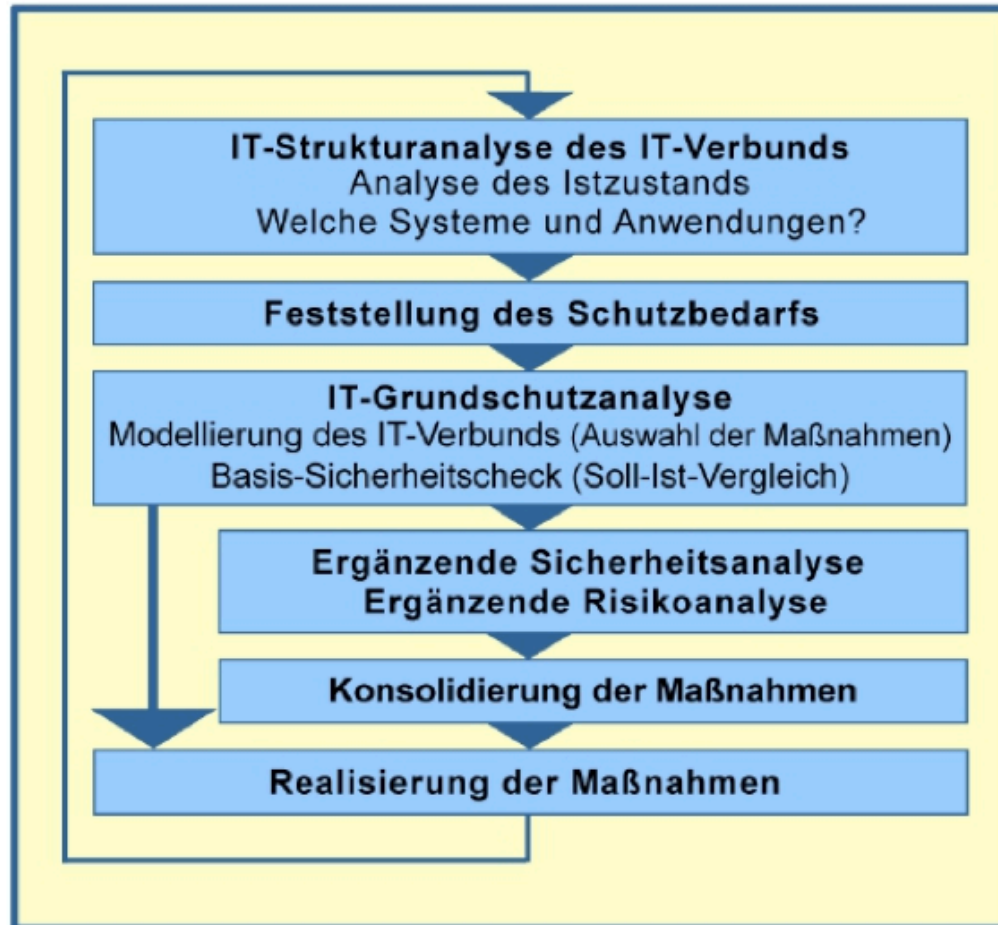 IT-Strukturanalyse des IT-Verbunds
Analyse des Istzustands
Welche Systeme und Anwendungen?
Feststellung des Schutzbedarfs
IT-Grundschutzanalyse
Modellierung des IT-Verbunds (Auswahl der Maßnahmen)
Basis-Sicherheitscheck (Soll-Ist-Vergleich)
Ergänzende Sicherheitsanalyse
Ergänzende Risikoanalyse
Konsolidierung der Maßnahmen
Realisierung der Maßnahmen